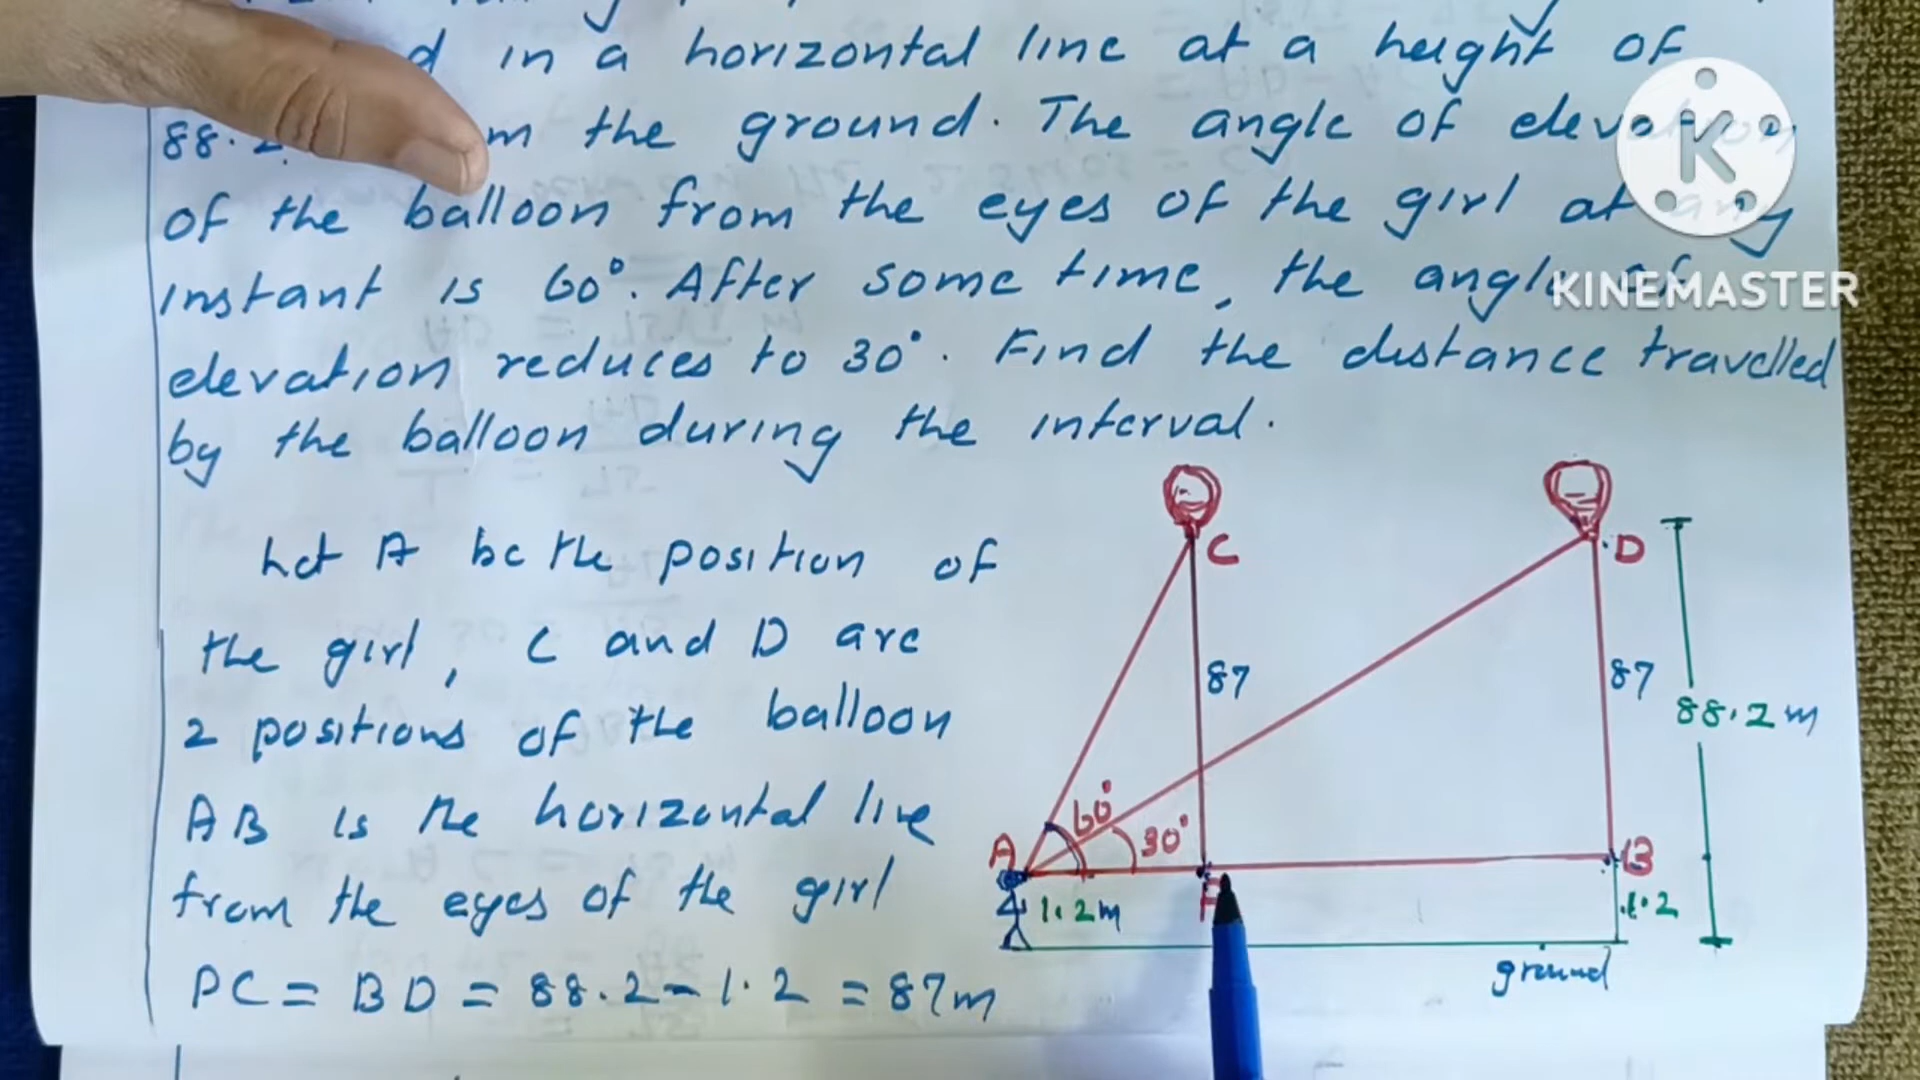 d in a horizontal line at a height of
88.2 m the ground. The angle of elevation
of the balloon from the eyes of the girl at any
instant is 60°. After some time, the angle of
elevation reduces to 30°. Find the distance travelled
by the balloon during the interval.
Let A be the position of
the girl, C and D are
2 positions of the balloon
AB is the horizontal line
from the eyes of the girl
PC = BD = 88.2 - 1.2 = 87m
C
D
87
87
88.2m
60°
30°
A
P
B
1.2m
1.2
ground
K
KINEMASTER